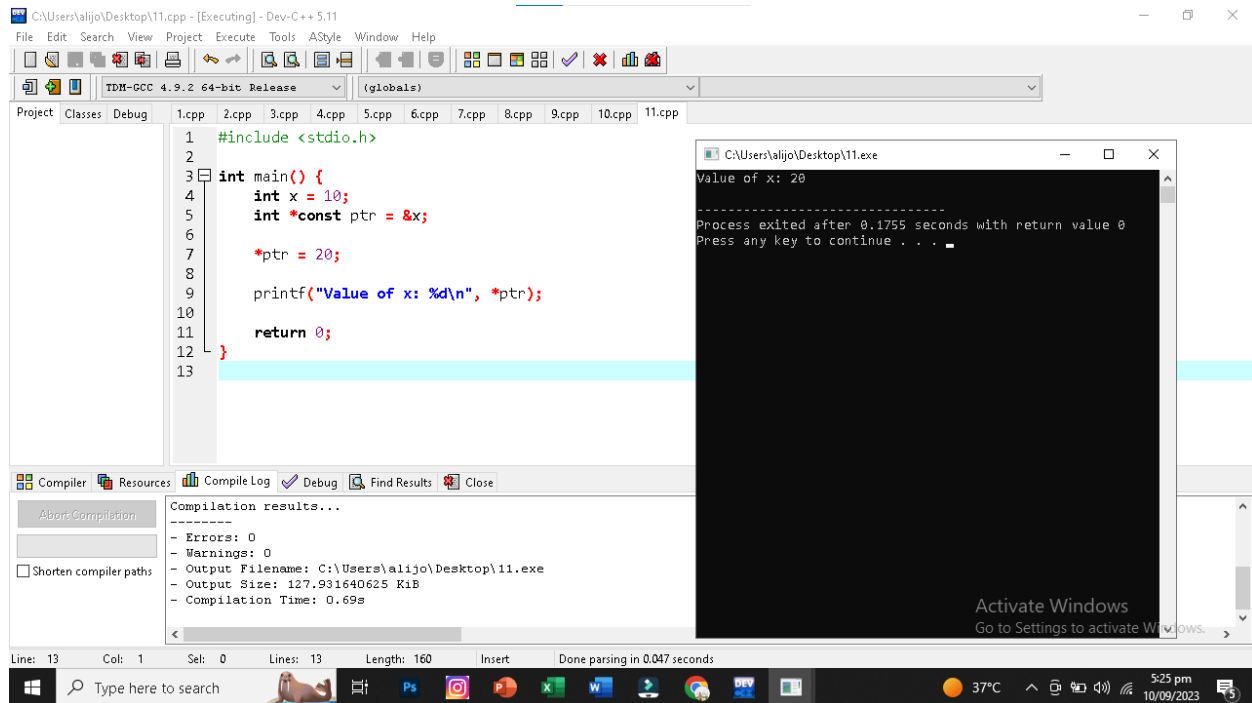 C:\Users\alijo\Desktop\11.cpp - [Executing] - Dev-C++ 5.11
File Edit Search View Project Execute Tools AStyle Window Help
TDM-GCC 4.9.2 64-bit Release (globals)
Project Classes Debug 1.cpp 2.cpp 3.cpp 4.cpp 5.cpp 6.cpp 7.cpp 8.cpp 9.cpp 10.cpp 11.cpp
1 #include <stdio.h>
2
3 int main() {
4 int x = 10;
5 int *const ptr = &x;
6
7 *ptr = 20;
8
9 printf("Value of x: %d\n", *ptr);
10
11 return 0;
12 }
13
C:\Users\alijo\Desktop\11.exe
Value of x: 20
--------------------------------
Process exited after 0.1755 seconds with return value 0
Press any key to continue . . .
Compiler Resources Compile Log Debug Find Results Close
Abort Compilation
Shorten compiler paths
Compilation results...
--------
- Errors: 0
- Warnings: 0
- Output Filename: C:\Users\alijo\Desktop\11.exe
- Output Size: 127.931640625 KiB
- Compilation Time: 0.69s
Activate Windows
Go to Settings to activate Windows.
Line: 13 Col: 1 Sel: 0 Lines: 13 Length: 160 Insert Done parsing in 0.047 seconds
Type here to search
Ps
DEV
37°C
5:25 pm
10/09/2023
5